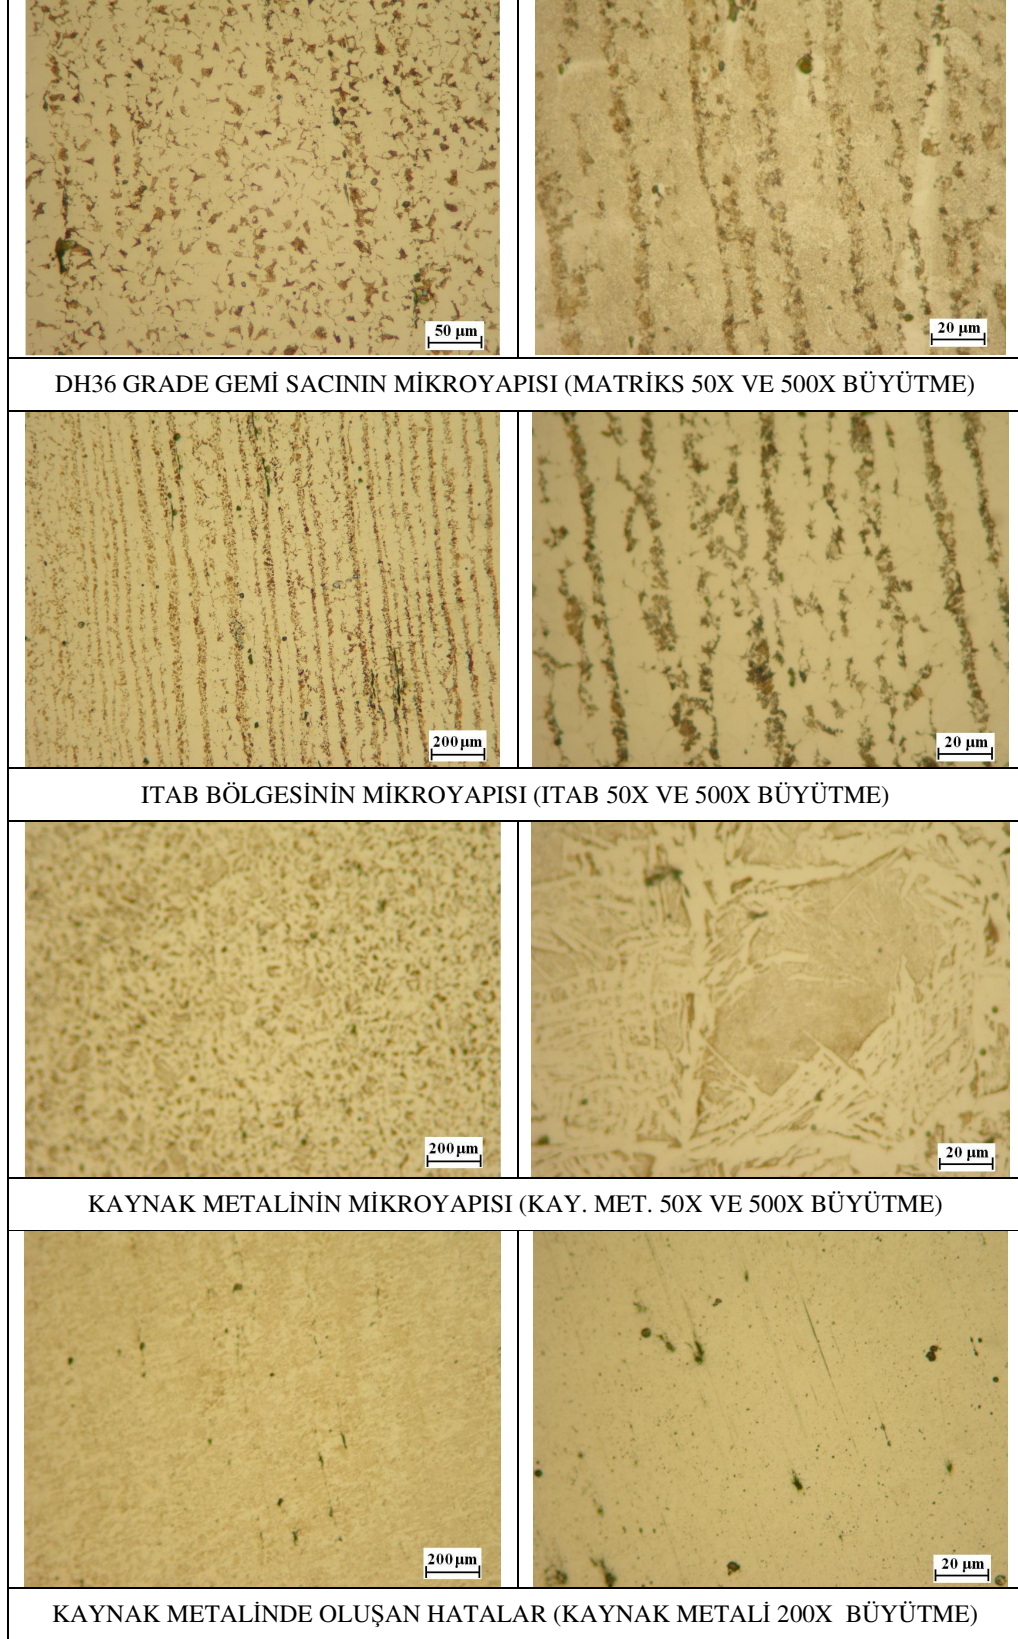 50 µm
20 µm
DH36 GRADE GEMİ SACININ MİKROYAPISI (MATRİKS 50X VE 500X BÜYÜTME)
200 µm
20 µm
ITAB BÖLGESİNİN MİKROYAPISI (ITAB 50X VE 500X BÜYÜTME)
200 µm
20 µm
KAYNAK METALİNİN MİKROYAPISI (KAY. MET. 50X VE 500X BÜYÜTME)
200 µm
20 µm
KAYNAK METALİNDE OLUŞAN HATALAR (KAYNAK METALİ 200X BÜYÜTME)